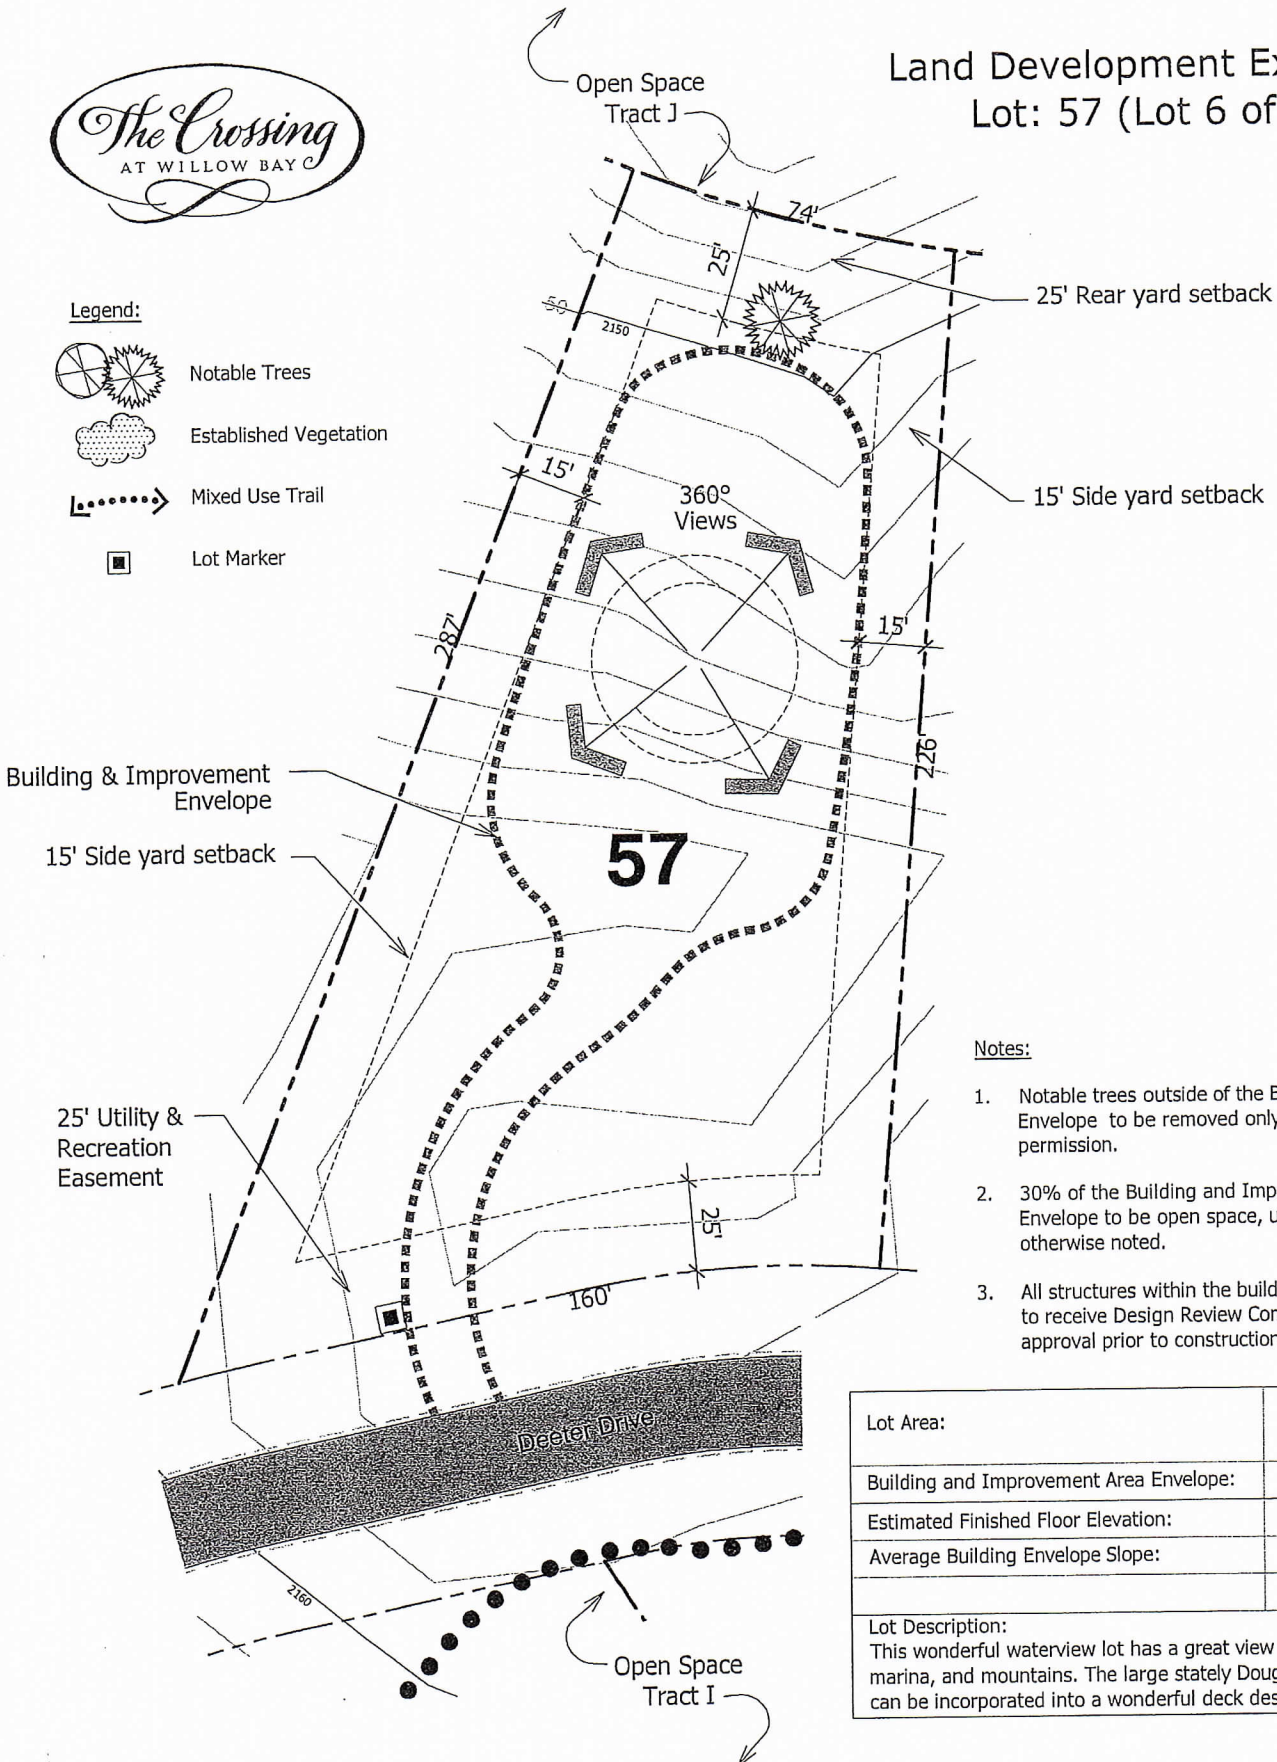 Open Space
Tract J
Land Development Ex
Lot: 57 (Lot 6 of
The Crossing
AT WILLOW BAY
74'
25'
25' Rear yard setback
Legend:
50
2150
Notable Trees
Established Vegetation
15'
360°
Views
15' Side yard setback
Mixed Use Trail
Lot Marker
287'
15'
226'
Building & Improvement
Envelope
15' Side yard setback
57
Notes:
1. Notable trees outside of the B
Envelope to be removed only
permission.
25' Utility &
Recreation
Easement
2. 30% of the Building and Imp
Envelope to be open space, u
otherwise noted.
25'
160'
3. All structures within the build
to receive Design Review Con
approval prior to construction
Deeter Drive
Lot Area:
Building and Improvement Area Envelope:
Estimated Finished Floor Elevation:
Average Building Envelope Slope:
2160
Lot Description:
This wonderful waterview lot has a great view
marina, and mountains. The large stately Doug
can be incorporated into a wonderful deck des
Open Space
Tract I